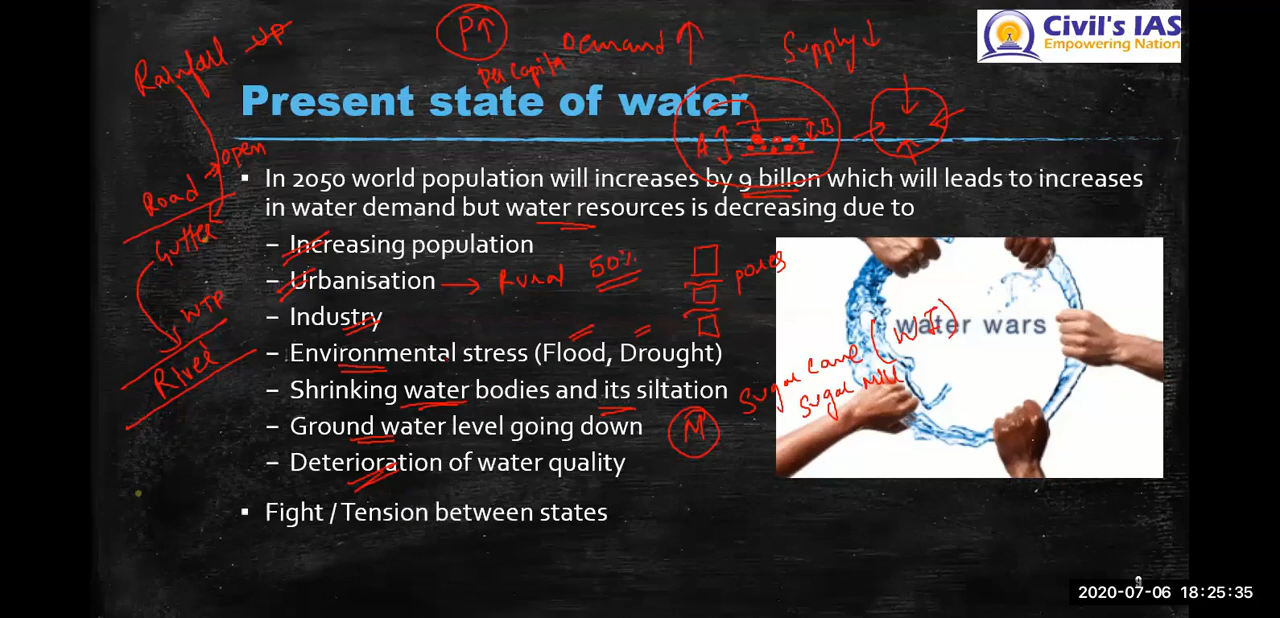 Civil's IAS
Empowering Nation
P↑
per capita
Demand ↑
Supply ↓
Rainfall
UP
Present state of water
A
B
Open
Road
Gutter
WTP
River
▪ In 2050 world population will increases by 9 billon which will leads to increases
in water demand but water resources is decreasing due to
– Increasing population
– Urbanisation → Rural 50%
– Industry
– Environmental stress (Flood, Drought)
– Shrinking water bodies and its siltation
– Ground water level going down
– Deterioration of water quality
▪ Fight / Tension between states
pores
M
water wars
Sugar cane (WI)
Sugar Mill
9
2020-07-06 18:25:35